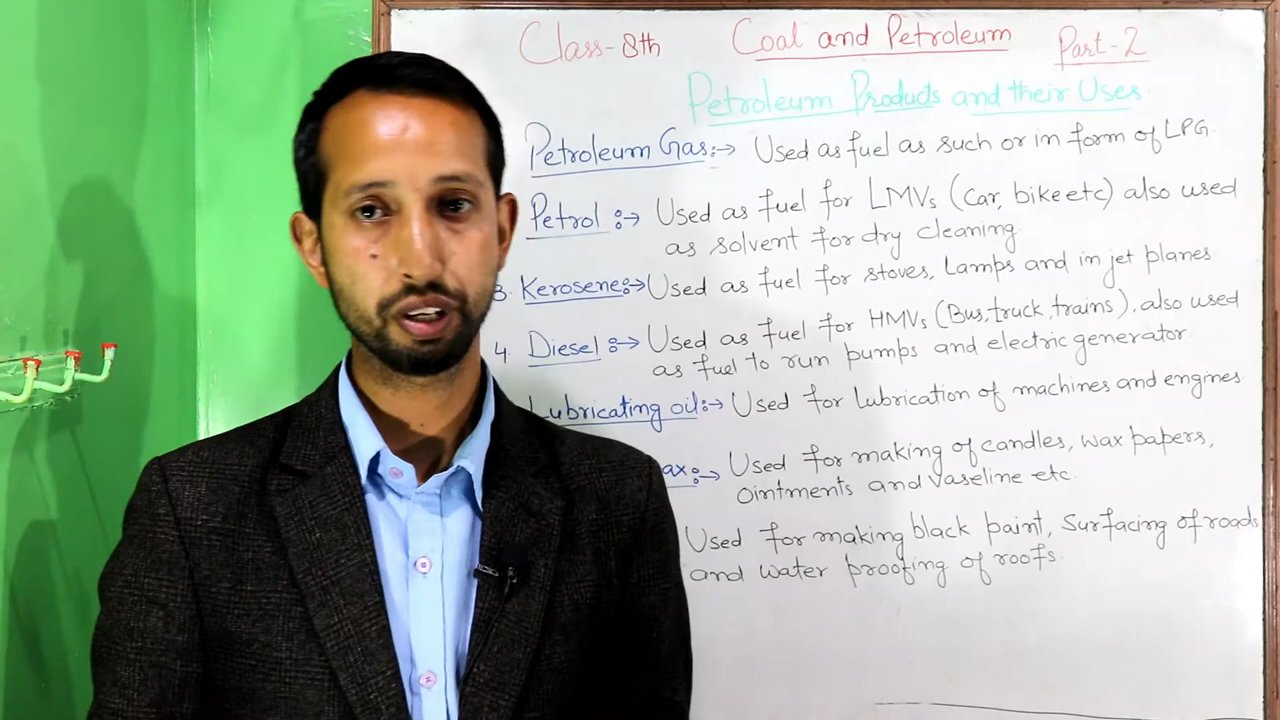 Class-8th Coal and Petroleum Part-2
Petroleum Products and their Uses
Petroleum Gas:→ Used as fuel as such or in form of LPG.
Petrol :→ Used as fuel for LMVs (Car, bike etc) also used
as solvent for dry cleaning.
3. Kerosene:→ Used as fuel for stoves, Lamps and in jet planes.
4. Diesel :→ Used as fuel for HMVs (Bus, truck, trains), also used
as fuel to run pumps and electric generator.
Lubricating oil:→ Used for lubrication of machines and engines.
ax:→ Used for making of candles, wax papers,
Ointments and Vaseline etc.
Used for making black paint, Surfacing of roads
and water proofing of roofs.